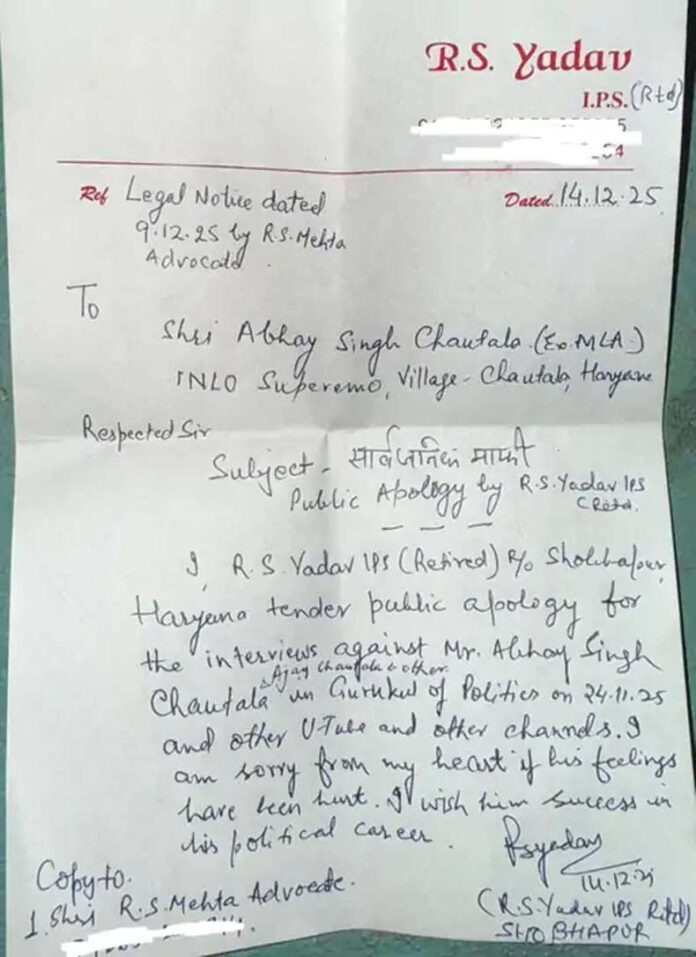 R.S. Yadav
I.P.S. (Rtd)
5
Ref Legal Notice dated
9.12.25 by R.S. Mehta
Advocate
Dated 14.12.25
To
Shri Abhay Singh Chautala (Ex. MLA)
INLO Superemo, Village - Chautala, Haryana
Respected Sir
Subject - सार्वजनिक माफी
Public Apology by R.S. Yadav IPS
(Retd.
I, R.S. Yadav IPS (Retired) R/o
Haryana tender public apology for
the interviews against Mr. Abhay Singh
Ajay Chautala & other
Chautala in Gurukul of Politics on 24.11.25
and other U-Tube and other channels. I
am sorry from my heart if his feelings
have been hurt. I wish him success in
his political career.
Rsyadav
14.12.25
(R.S. Yadav IPS Retd)
SHOBHAPUR
Copy to.
1. Shri R.S. Mehta Advocate.